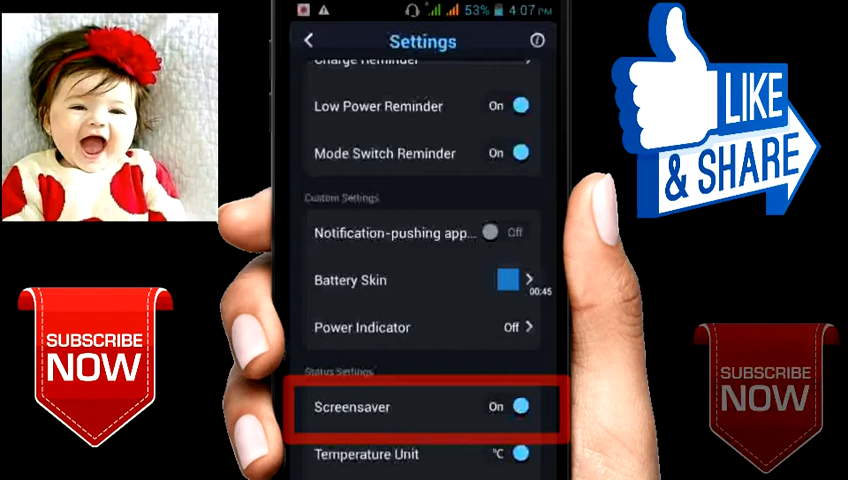 53% 4:07 PM
Settings
Charge Reminder
Low Power Reminder On
Mode Switch Reminder On
Custom Settings
Notification-pushing app... Off
Battery Skin
00:45
Power Indicator Off
Status Settings
Screensaver On
Temperature Unit °C
LIKE
& SHARE
SUBSCRIBE
NOW
SUBSCRIBE
NOW